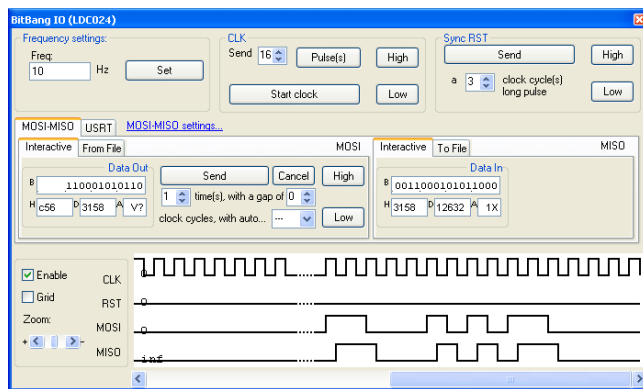 BitBang IO (LDC024)
Frequency settings:
Freq:
10 Hz Set
CLK
Send 16 Pulse(s) High
Start clock Low
Sync RST
Send High
a 3 clock cycle(s)
long pulse Low
MOSI-MISO USRT MOSI-MISO settings...
Interactive From File MOSI
Data Out
B 110001010110
H c56 D 3158 A V?
Send Cancel High
1 time(s), with a gap of 0
clock cycles, with auto... --- Low
Interactive To File MISO
Data In
B 0011000101011000
H 3158 D 12632 A 1X
Enable
Grid
Zoom:
+ -
CLK 0
RST 0
MOSI 0
MISO -inf